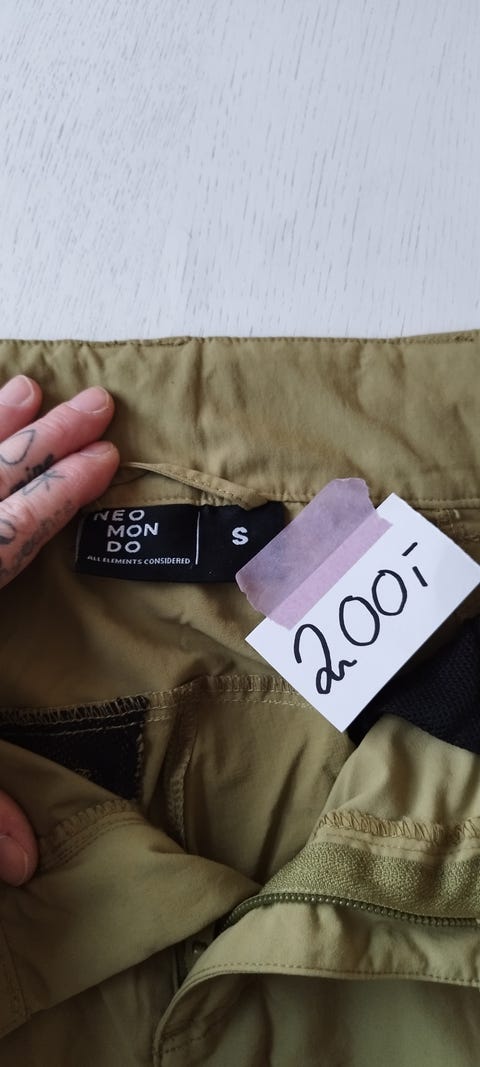 NEO
MON
DO
ALL ELEMENTS CONSIDERED
S
200:-